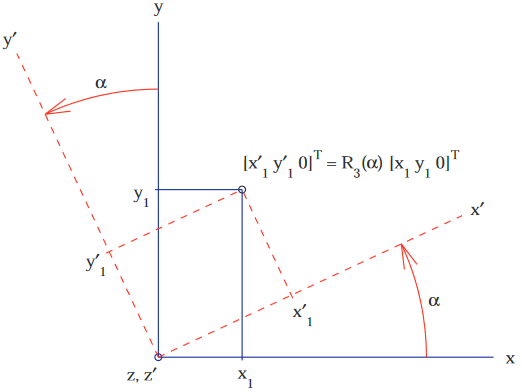 y
y′
α
[x′₁ y′₁ 0]ᵀ = R₃(α) [x₁ y₁ 0]ᵀ
y₁
x′
y′₁
x′₁
α
z, z′
x₁
x